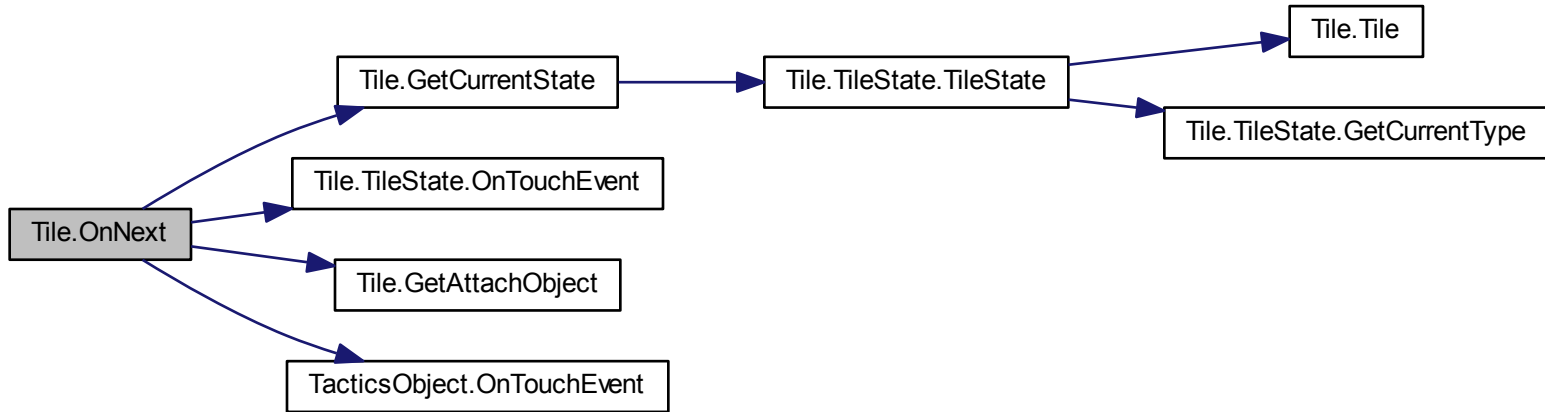 Tile.Tile
Tile.GetCurrentState
Tile.TileState.TileState
Tile.TileState.GetCurrentType
Tile.TileState.OnTouchEvent
Tile.OnNext
Tile.GetAttachObject
TacticsObject.OnTouchEvent